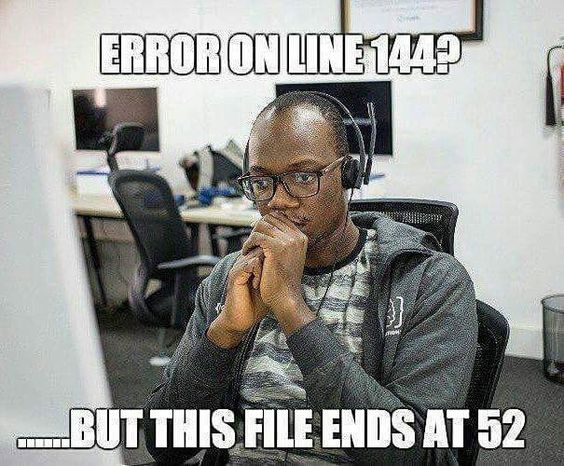 ERROR ON LINE 144?
......BUT THIS FILE ENDS AT 52